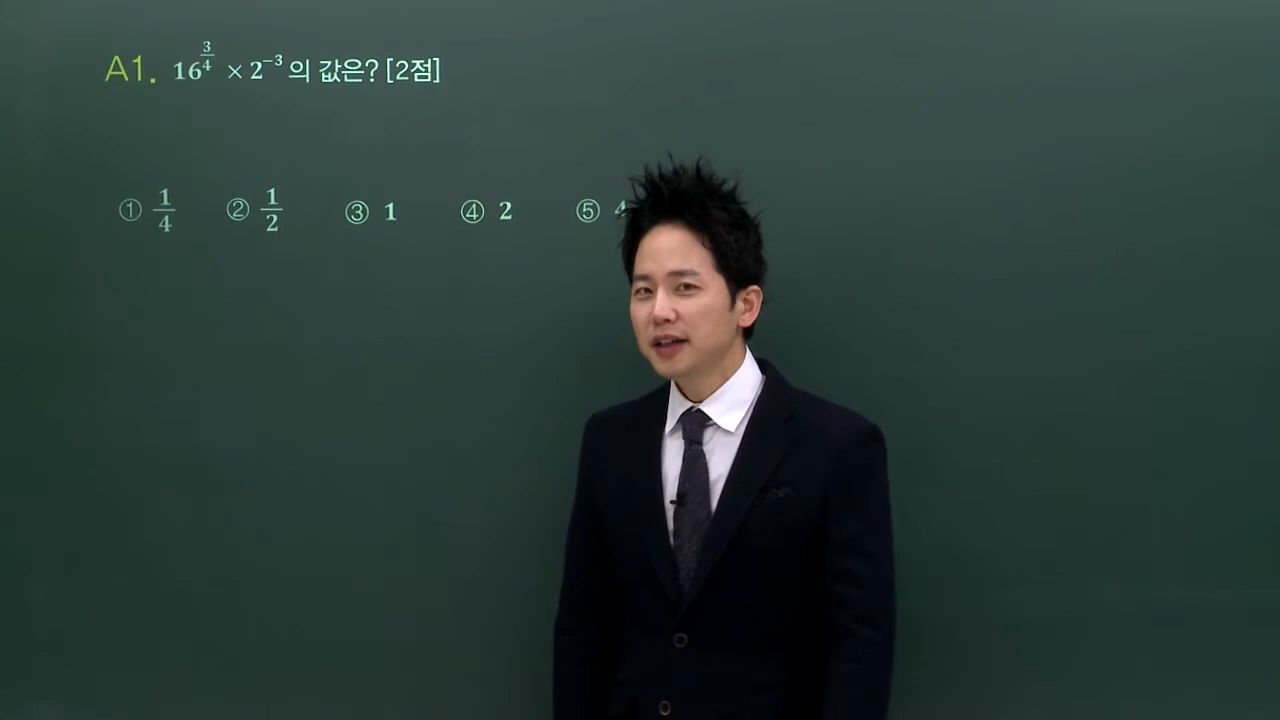 A1. 16^{3/4} × 2^{-3}의 값은? [2점]
① 1/4 ② 1/2 ③ 1 ④ 2 ⑤ 4